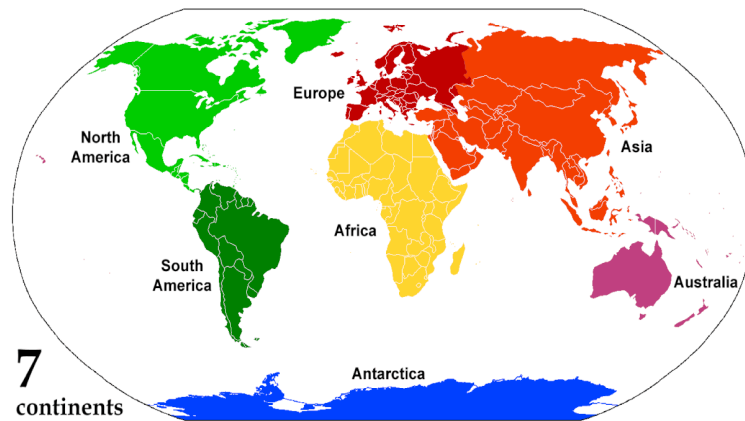 Europe
North
America
Asia
Africa
South
America
Australia
Antarctica
7
continents